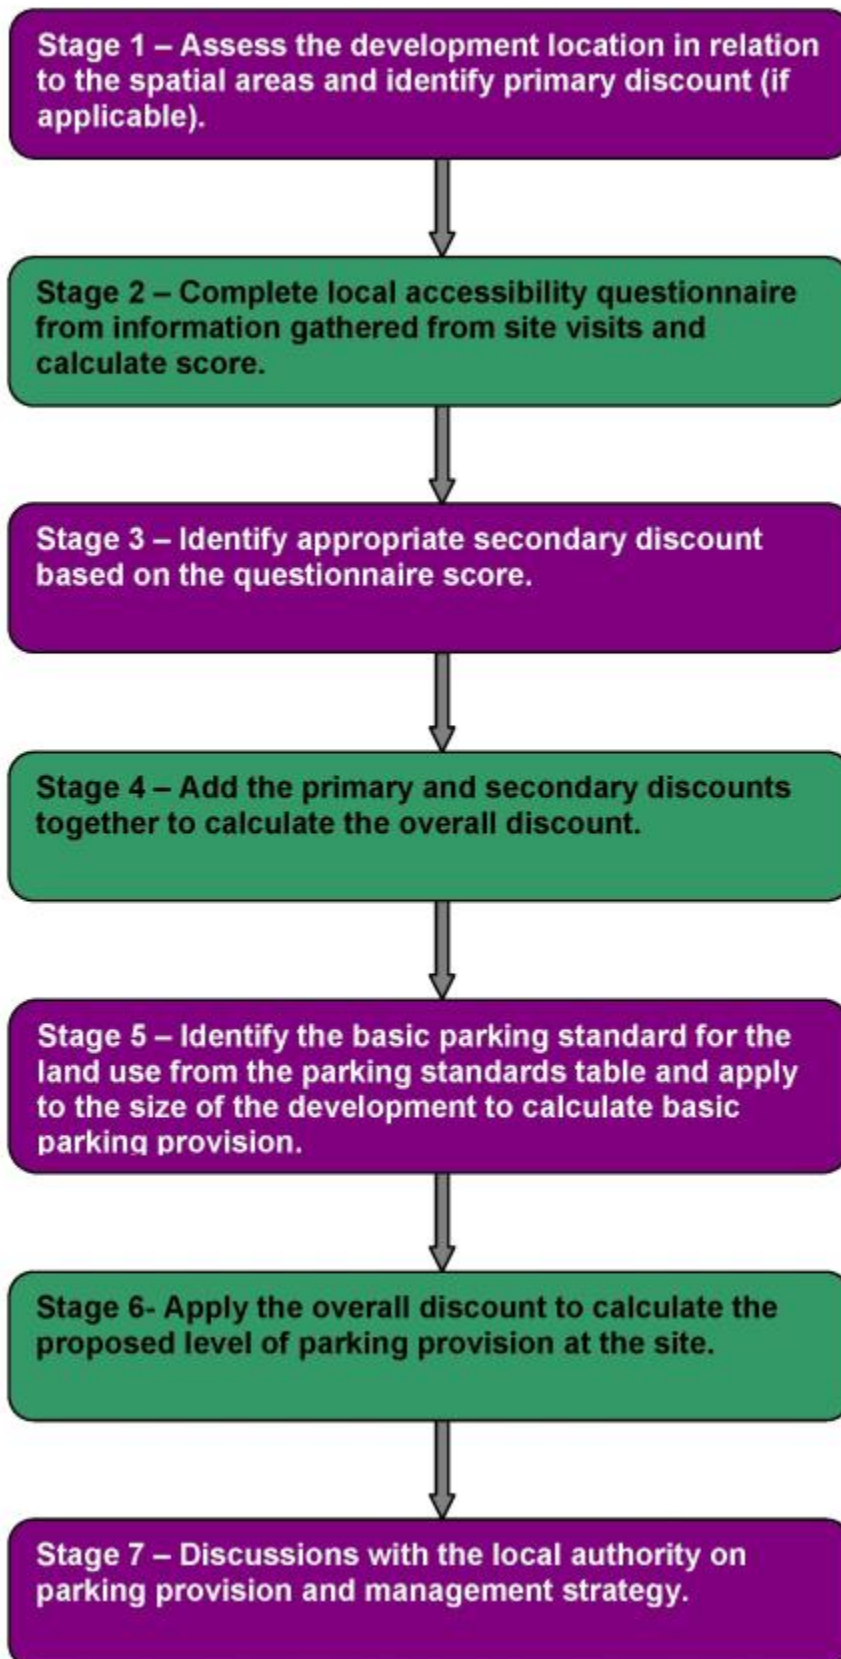 Stage 1 – Assess the development location in relation
to the spatial areas and identify primary discount (if
applicable).
Stage 2 – Complete local accessibility questionnaire
from information gathered from site visits and
calculate score.
Stage 3 – Identify appropriate secondary discount
based on the questionnaire score.
Stage 4 – Add the primary and secondary discounts
together to calculate the overall discount.
Stage 5 – Identify the basic parking standard for the
land use from the parking standards table and apply
to the size of the development to calculate basic
parking provision.
Stage 6- Apply the overall discount to calculate the
proposed level of parking provision at the site.
Stage 7 – Discussions with the local authority on
parking provision and management strategy.